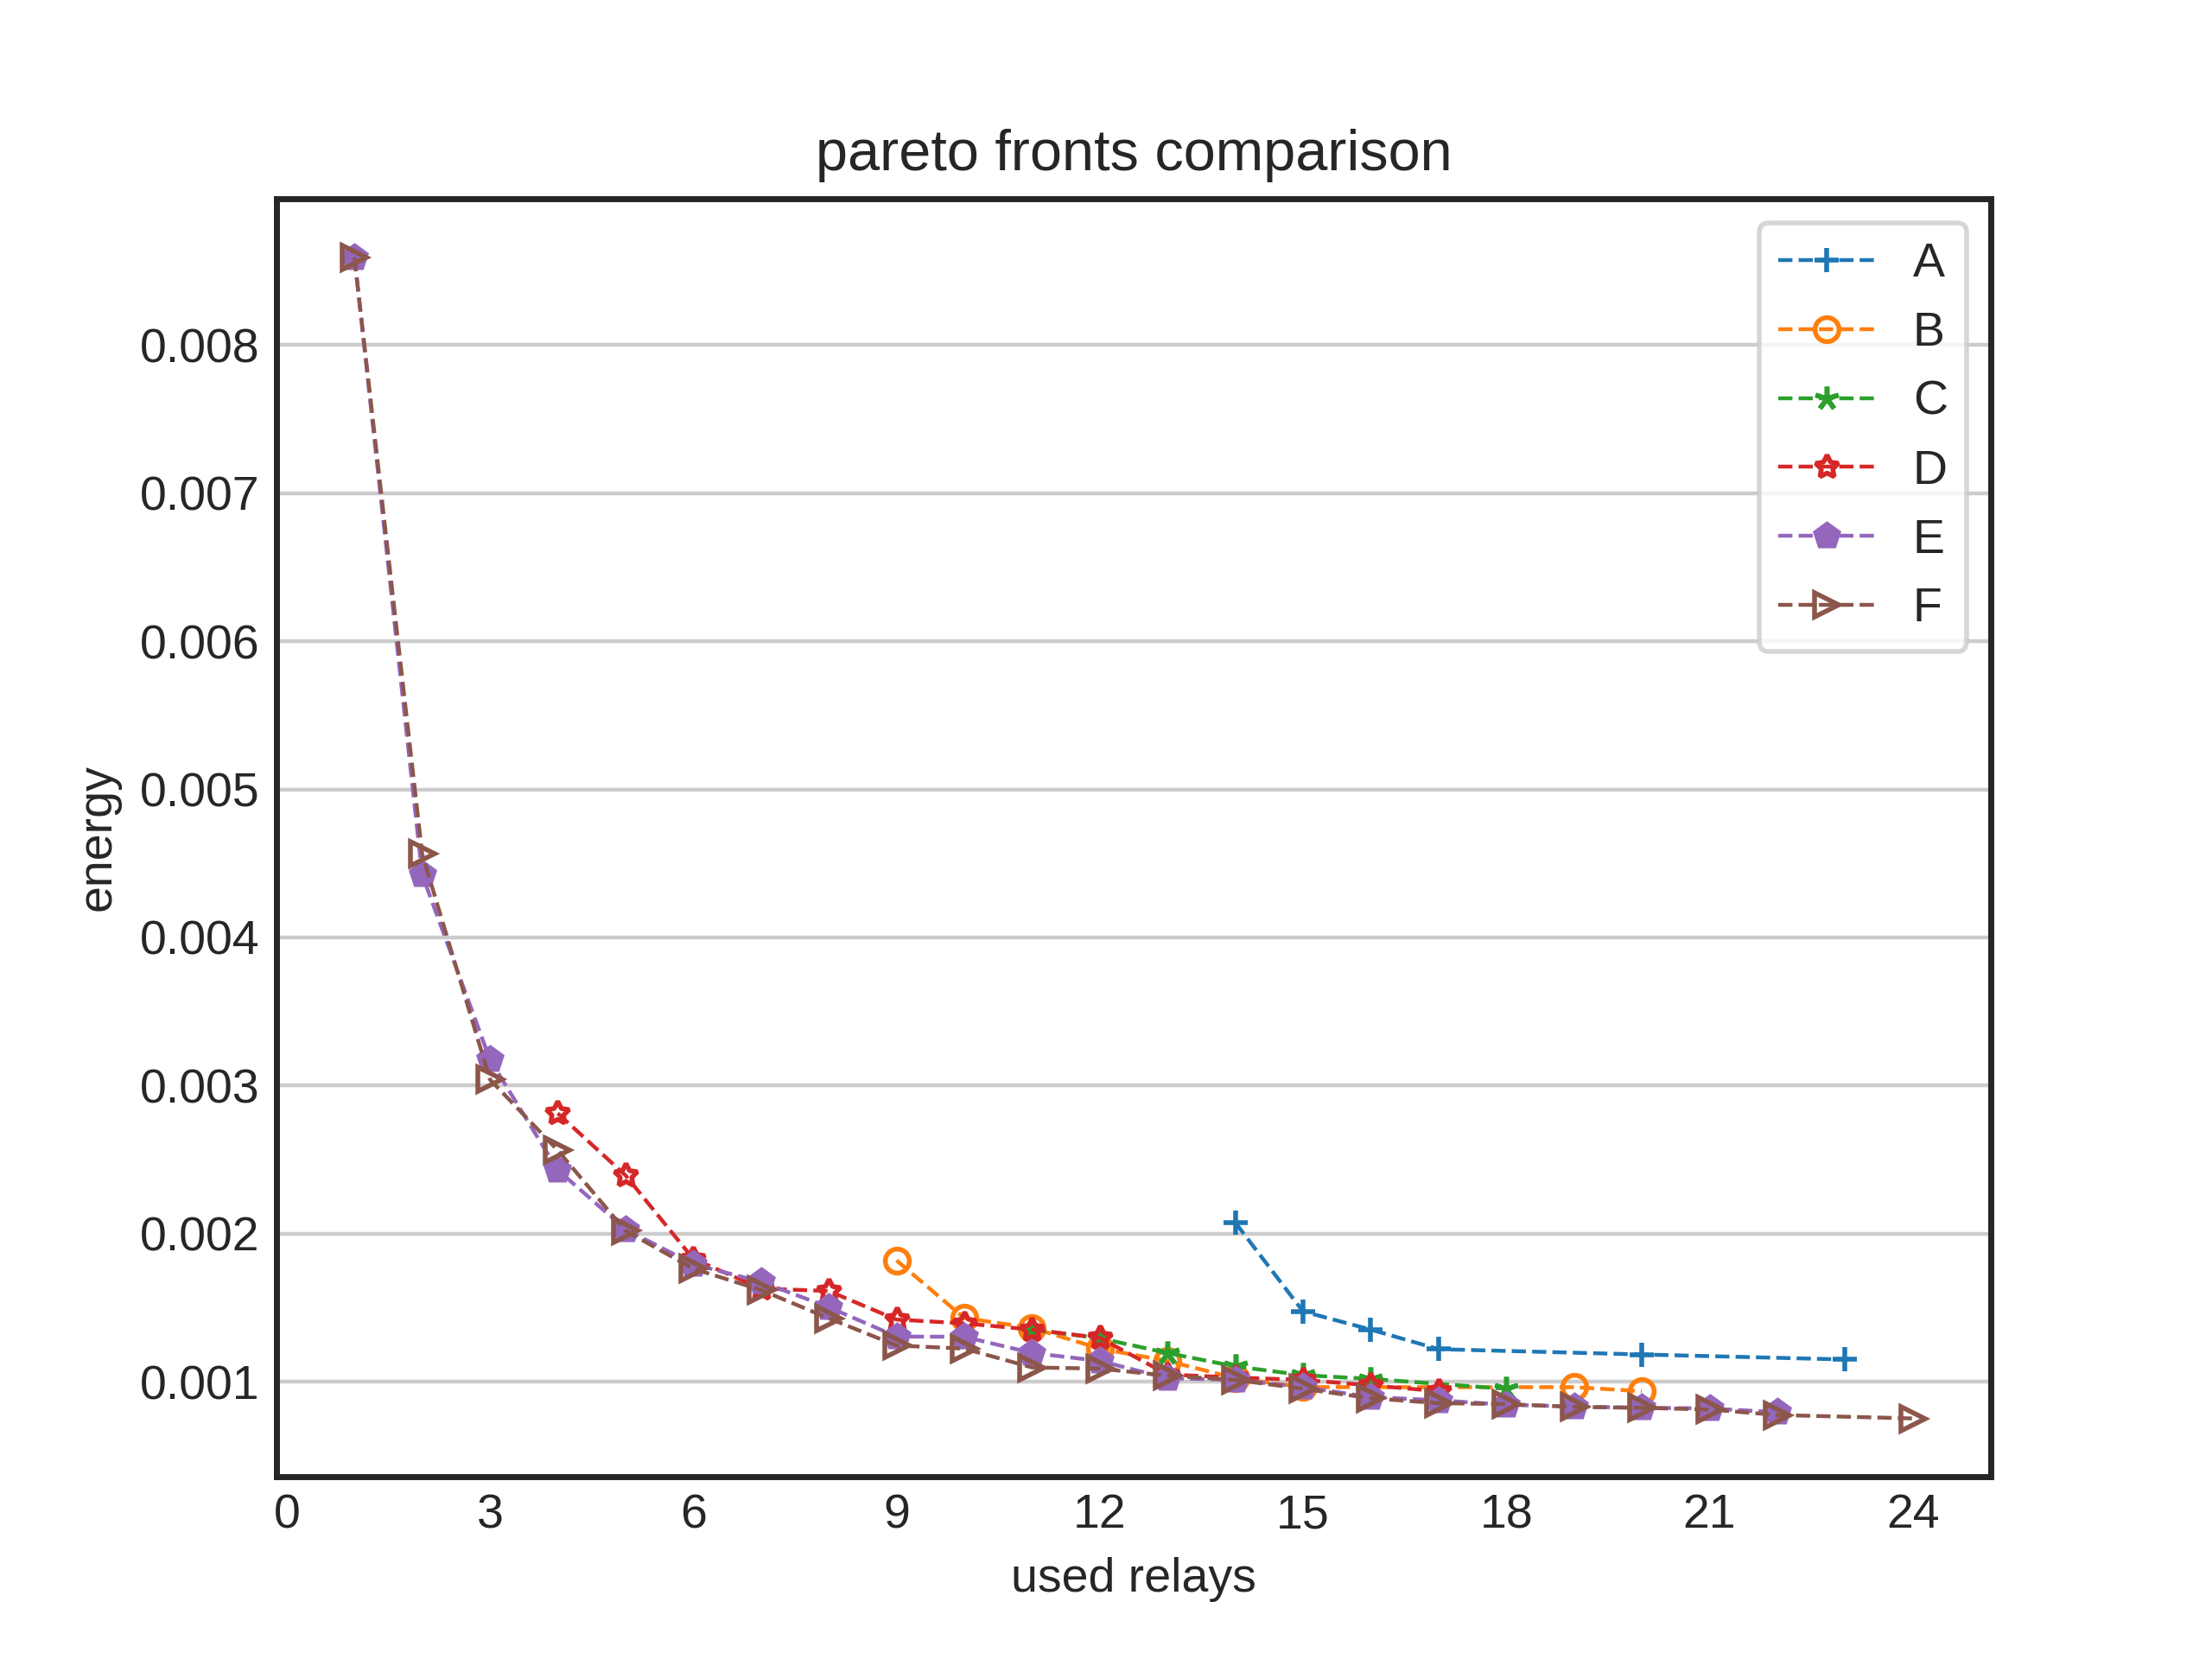 pareto fronts comparison
A
B
C
D
E
F
0.008
0.007
0.006
0.005
0.004
0.003
0.002
0.001
energy
0 3 6 9 12 15 18 21 24
used relays